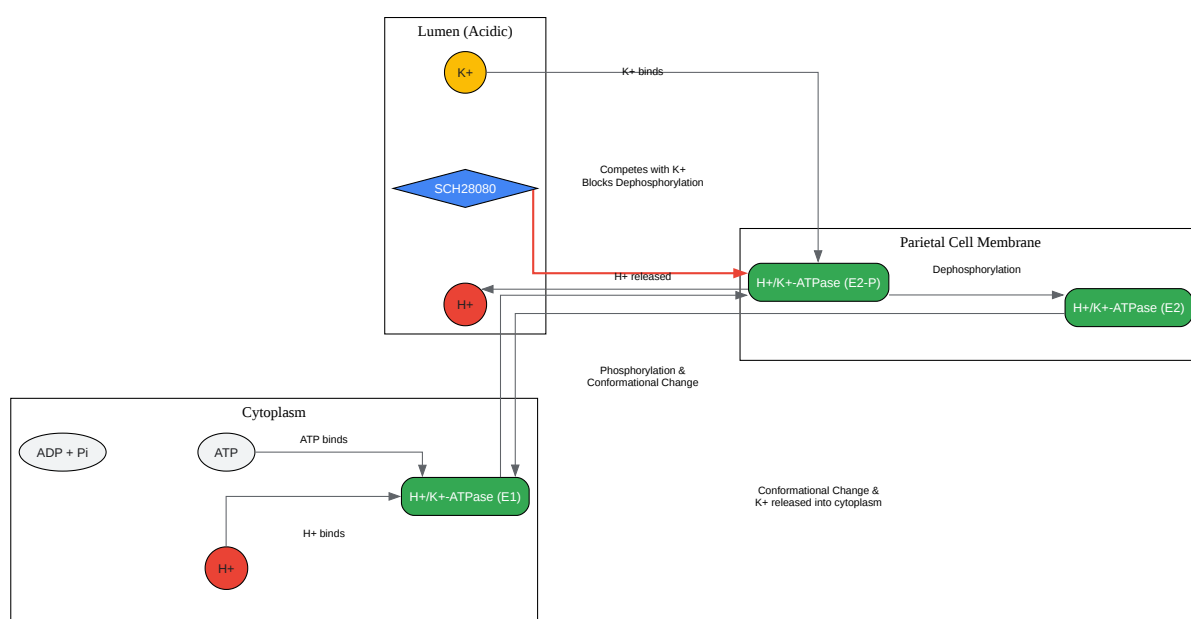 Lumen (Acidic)
K+
K+ binds
Competes with K+
Blocks Dephosphorylation
SCH28080
Parietal Cell Membrane
Dephosphorylation
H+ released
H+/K+-ATPase (E2-P)
H+
H+/K+-ATPase (E2)
Phosphorylation &
Conformational Change
Cytoplasm
ATP binds
ADP + Pi
ATP
H+/K+-ATPase (E1)
Conformational Change &
K+ released into cytoplasm
H+ binds
H+